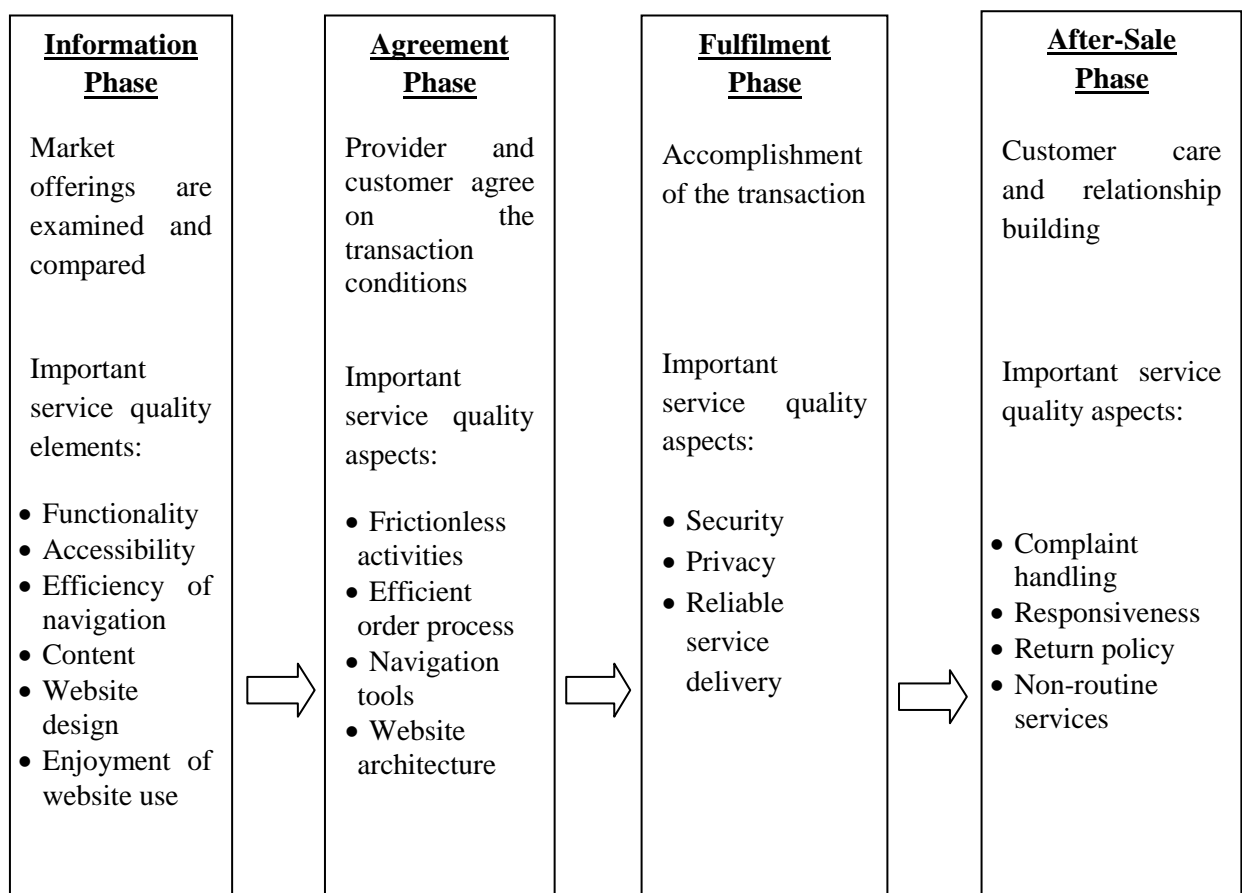 Information
Phase
Market
offerings are
examined and
compared
Important
service quality
elements:
• Functionality
• Accessibility
• Efficiency of
navigation
• Content
• Website
design
• Enjoyment of
website use
Agreement
Phase
Provider and
customer agree
on the
transaction
conditions
Important
service quality
aspects:
• Frictionless
activities
• Efficient
order process
• Navigation
tools
• Website
architecture
Fulfilment
Phase
Accomplishment
of the transaction
Important
service quality
aspects:
• Security
• Privacy
• Reliable
service
delivery
After-Sale
Phase
Customer care
and relationship
building
Important service
quality aspects:
• Complaint
handling
• Responsiveness
• Return policy
• Non-routine
services